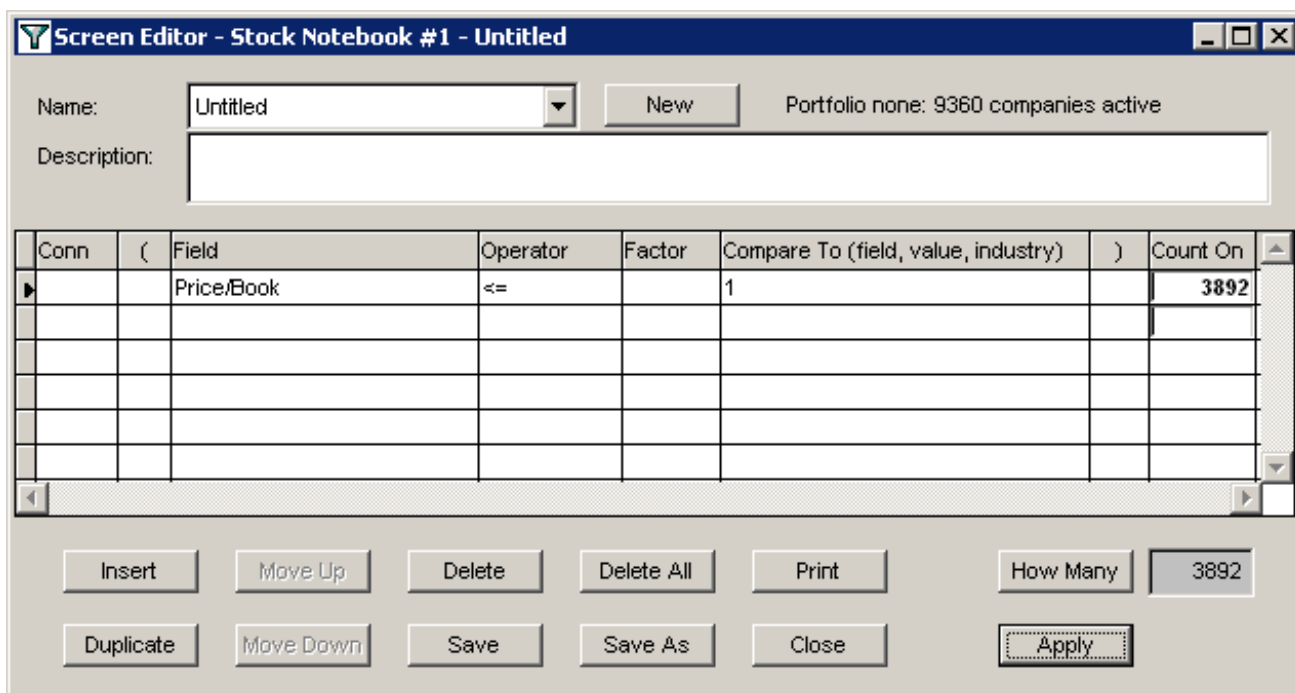 Screen Editor - Stock Notebook #1 - Untitled
Name: Untitled New Portfolio none: 9360 companies active
Description:
Conn ( Field Operator Factor Compare To (field, value, industry) ) Count On
Price/Book <= 1 3892
Insert Move Up Delete Delete All Print How Many 3892
Duplicate Move Down Save Save As Close Apply